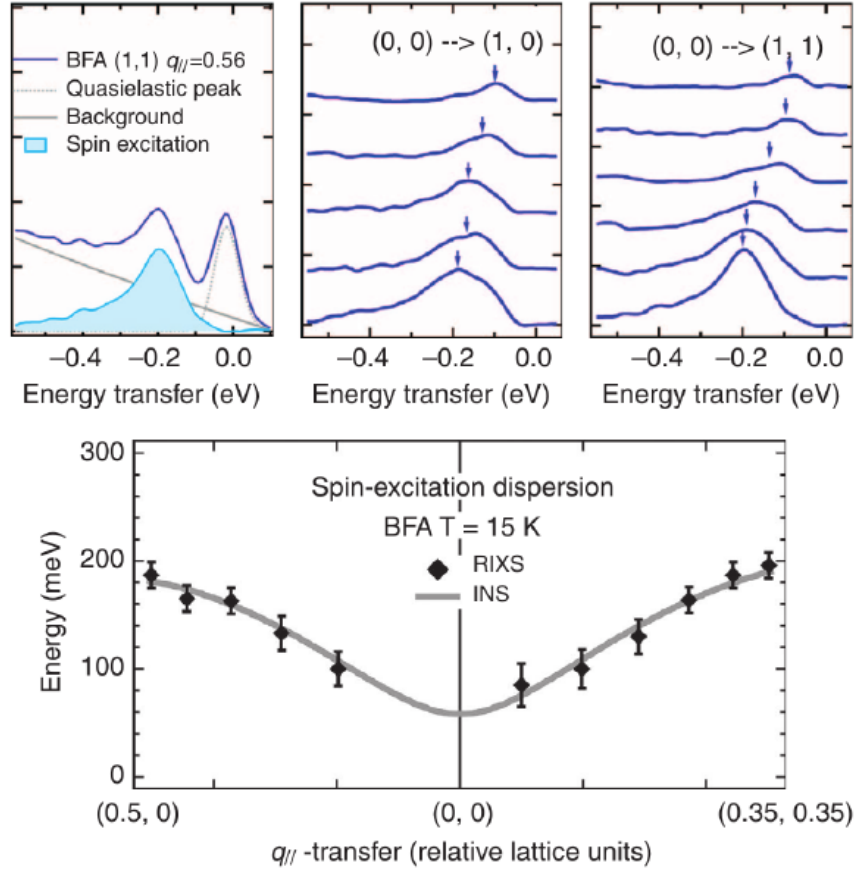 BFA (1,1) q//=0.56
Quasielastic peak
Background
Spin excitation
−0.4 −0.2 0.0
Energy transfer (eV)
(0, 0) --> (1, 0)
−0.4 −0.2 0.0
Energy transfer (eV)
(0, 0) --> (1, 1)
−0.4 −0.2 0.0
Energy transfer (eV)
300
200
100
0
Energy (meV)
Spin-excitation dispersion
BFA T = 15 K
RIXS
INS
(0.5, 0) (0, 0) (0.35, 0.35)
q// -transfer (relative lattice units)